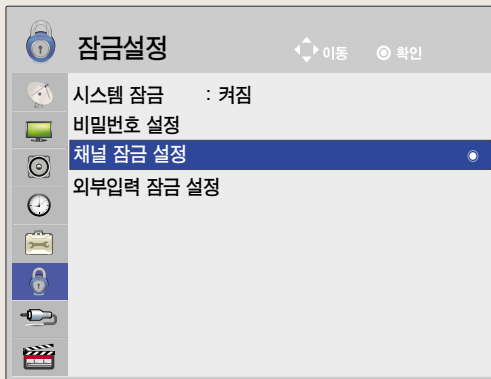 잠금설정 이동 확인
시스템 잠금 : 켜짐
비밀번호 설정
채널 잠금 설정
외부입력 잠금 설정